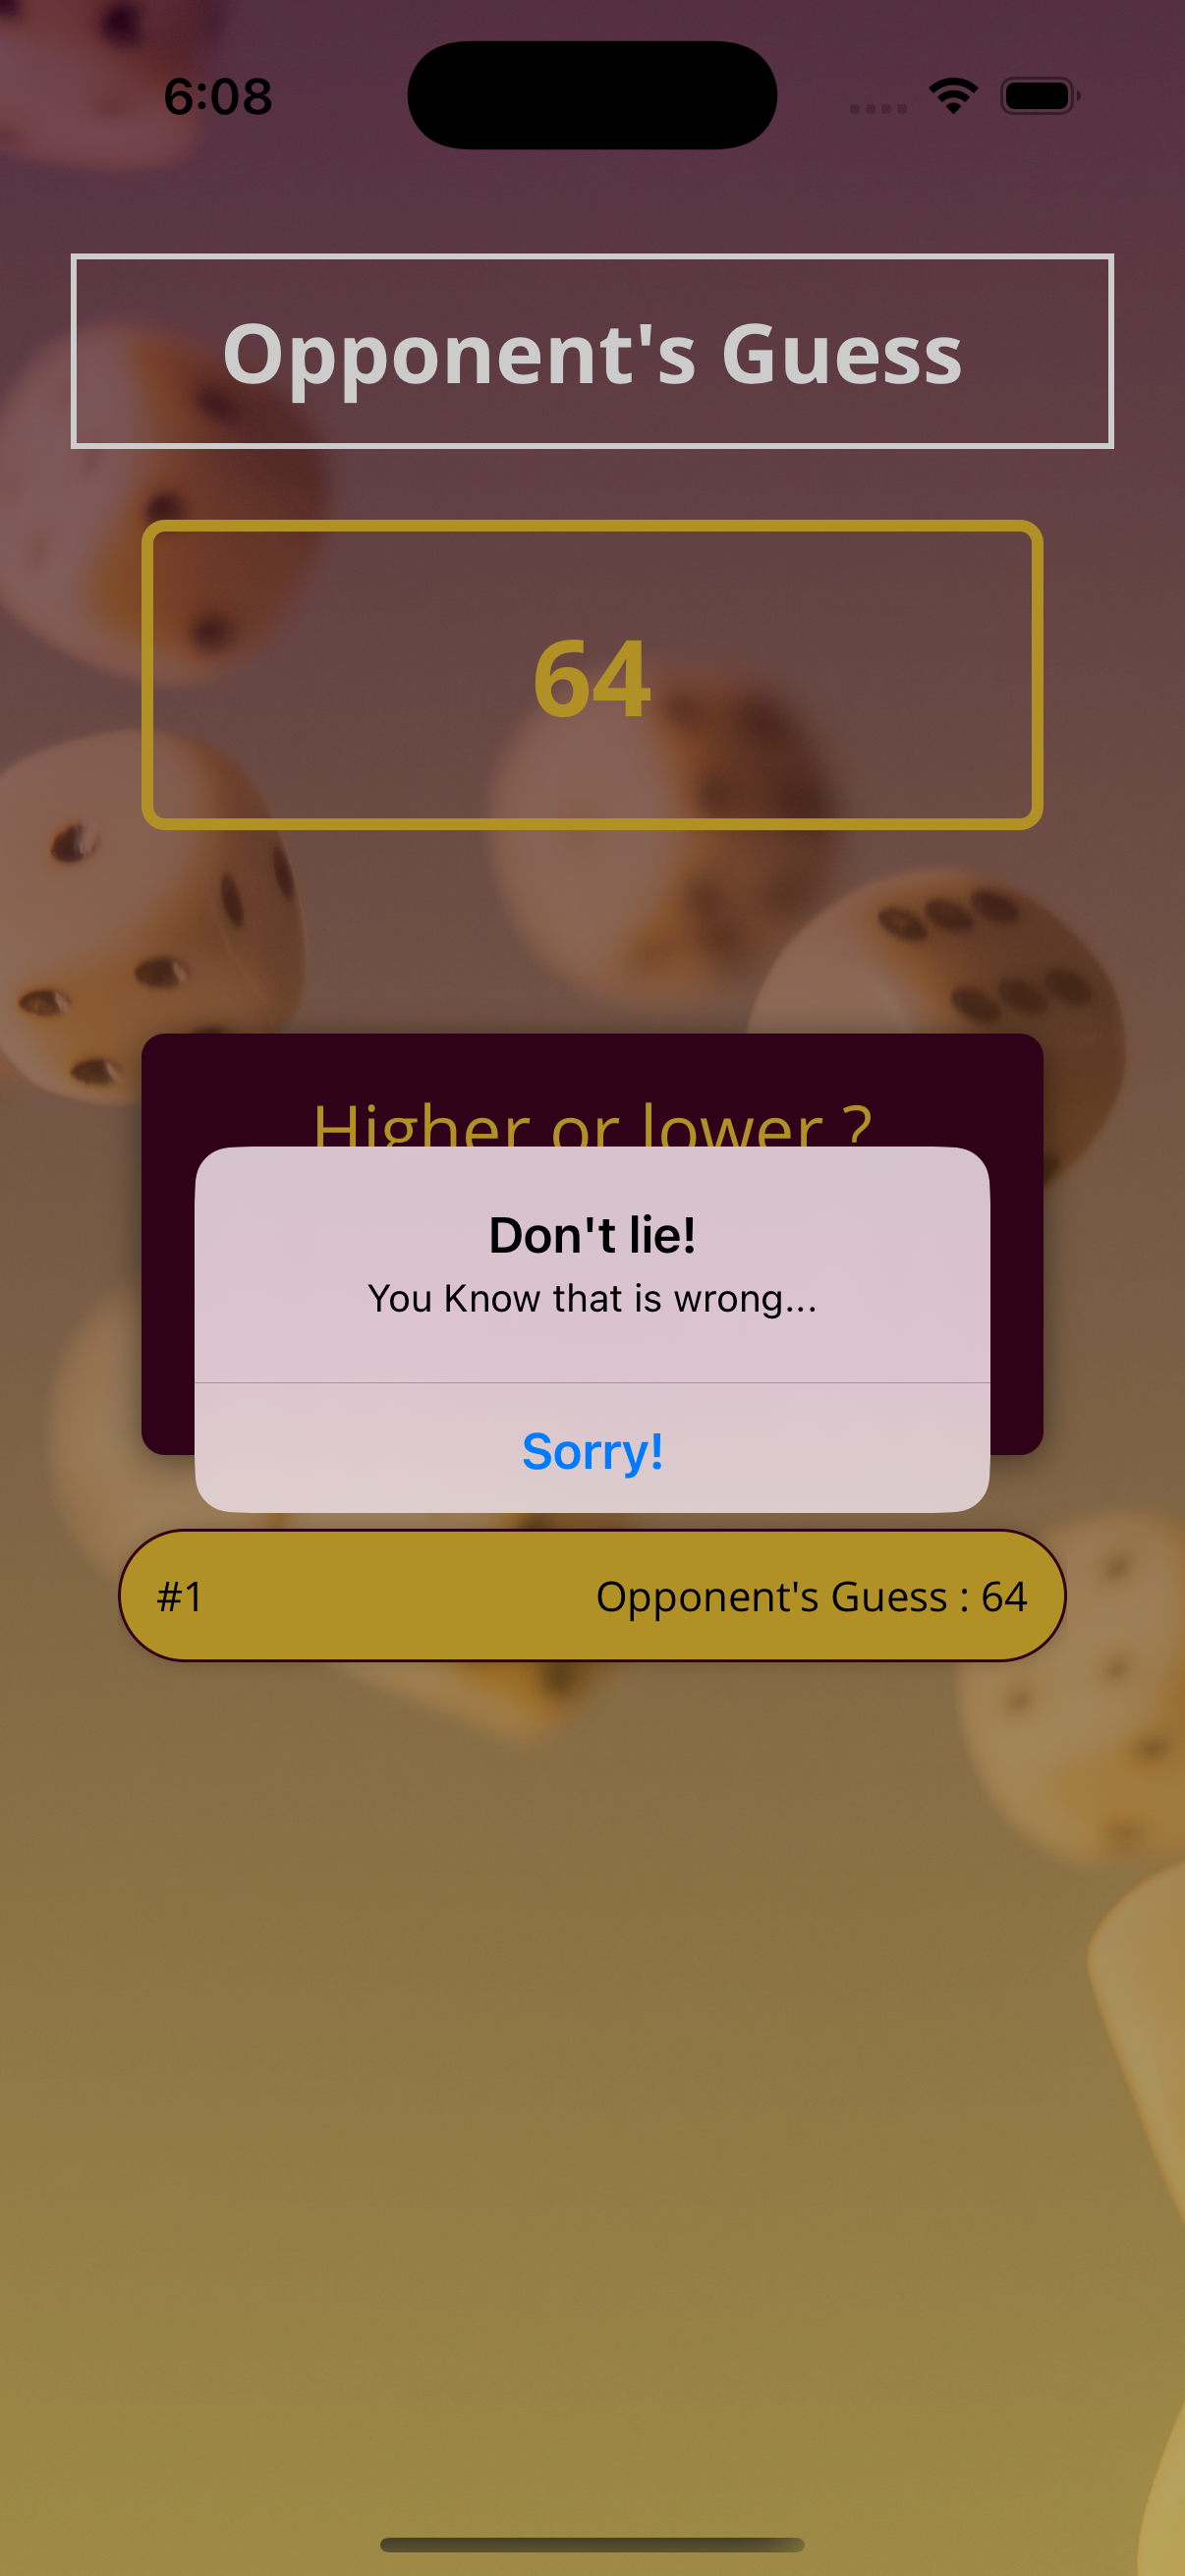 6:08
Opponent's Guess
64
Higher or lower ?
Don't lie!
You Know that is wrong...
Sorry!
#1 Opponent's Guess : 64